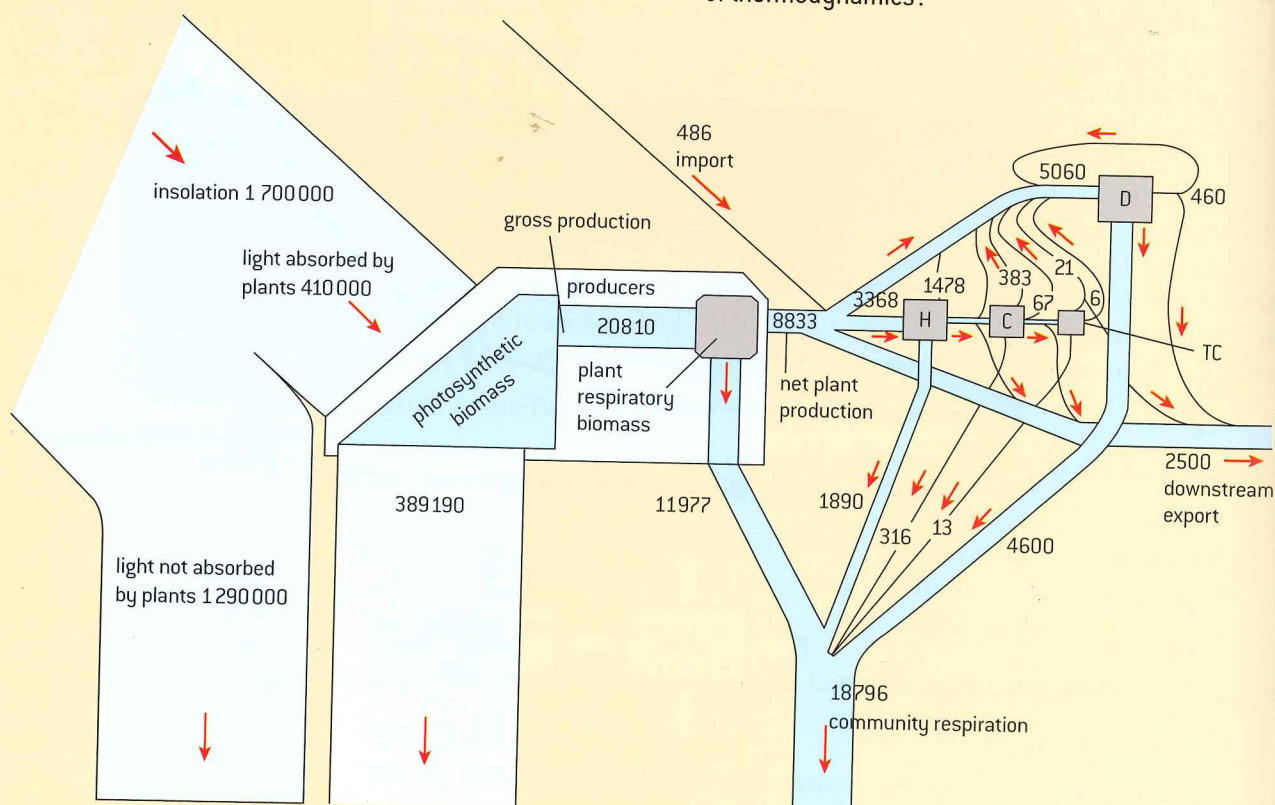 of thermodynamics?
486
import
5060
D
460
insolation 1 700 000
gross production
light absorbed by
plants 410 000
producers
383
21
1478
3368
67
6
20810
8833
H
C
TC
photosynthetic
biomass
plant
respiratory
biomass
net plant
production
2500
downstream
export
389190
11977
1890
316
13
4600
light not absorbed
by plants 1 290 000
18796
community respiration